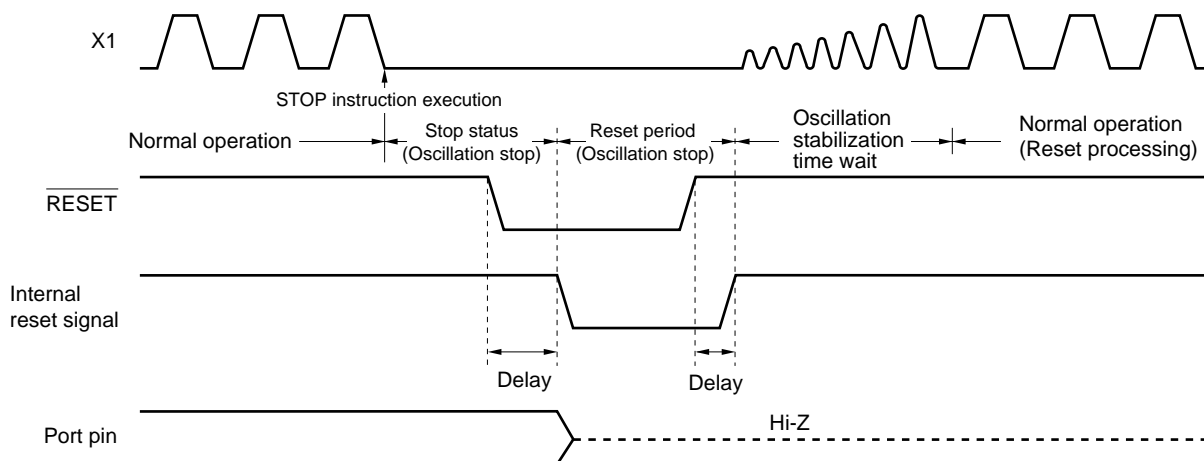 X1
STOP instruction execution
Normal operation
Stop status
(Oscillation stop)
Reset period
(Oscillation stop)
Oscillation
stabilization
time wait
Normal operation
(Reset processing)
RESET
Internal
reset signal
Delay
Delay
Port pin
Hi-Z